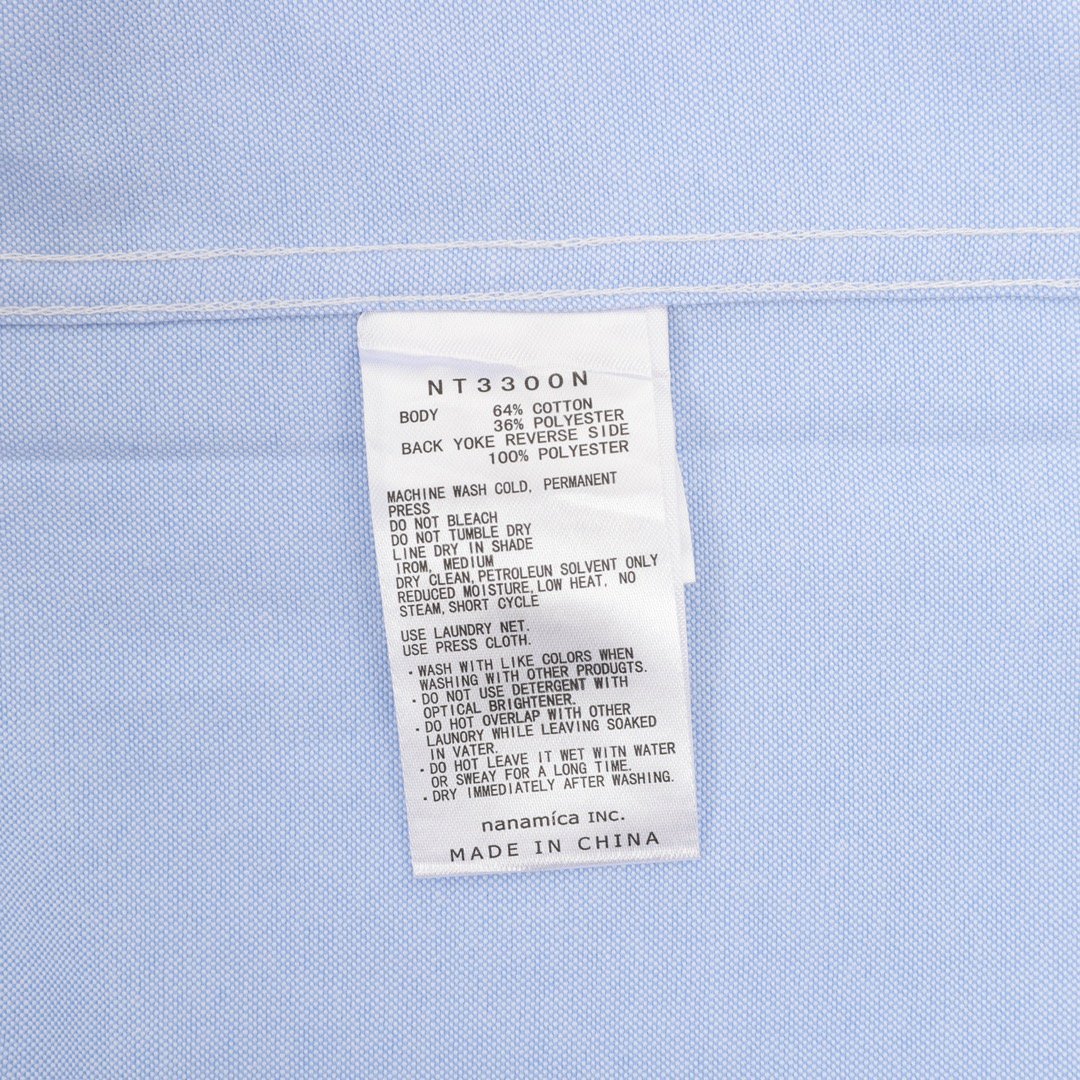 NT3300N
BODY 64% COTTON
36% POLYESTER
BACK YOKE REVERSE SIDE
100% POLYESTER
MACHINE WASH COLD, PERMANENT
PRESS
DO NOT BLEACH
DO NOT TUMBLE DRY
LINE DRY IN SHADE
IROM, MEDIUM
DRY CLEAN, PETROLEUN SOLVENT ONLY
REDUCED MOISTURE, LOW HEAT, NO
STEAM, SHORT CYCLE
USE LAUNDRY NET.
USE PRESS CLOTH.
・WASH WITH LIKE COLORS WHEN
WASHING WITH OTHER PRODUGTS.
・DO NOT USE DETERGENT WITH
OPTICAL BRIGHTENER.
・DO HOT OVERLAP WITH OTHER
LAUNORY WHILE LEAVING SOAKED
IN VATER.
・DO HOT LEAVE IT WET WITN WATER
OR SWEAY FOR A LONG TIME.
・DRY IMMEDIATELY AFTER WASHING.
nanamíca INC.
MADE IN CHINA